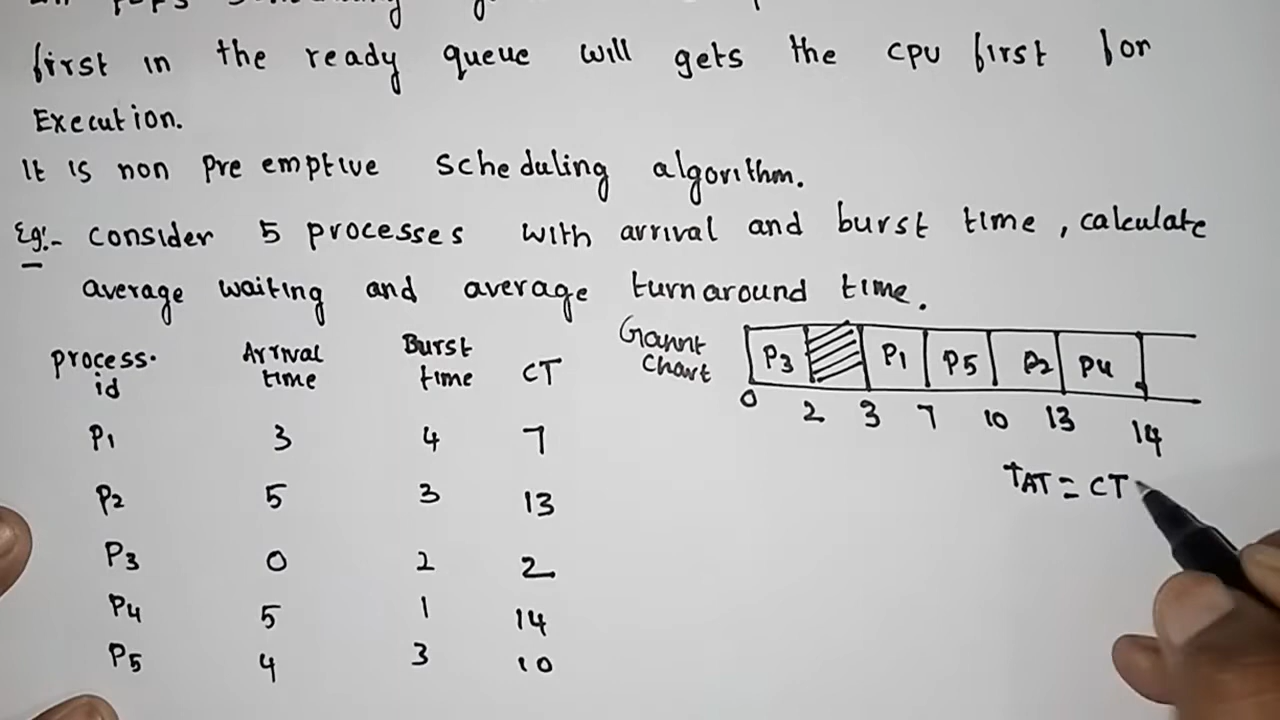 first in the ready queue will gets the CPU first for
Execution.
It is non Pre emptive scheduling algorithm.
Eg:- consider 5 processes with arrival and burst time, calculate
average waiting and average turnaround time.
process. id Arrival time Burst time CT
P1 3 4 7
P2 5 3 13
P3 0 2 2
P4 5 1 14
P5 4 3 10
Gannt chart
P3 P1 P5 P2 P4
0 2 3 7 10 13 14
TAT = CT